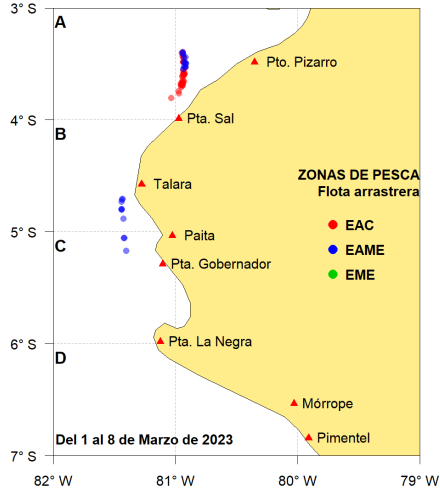 3° S
A
Pto. Pizarro
4° S
Pta. Sal
B
ZONAS DE PESCA
Flota arrastrera
Talara
EAC
5° S
Paita
EAME
C
Pta. Gobernador
EME
6° S
Pta. La Negra
D
Mórrope
Del 1 al 8 de Marzo de 2023
Pimentel
7° S
82° W
81° W
80° W
79° W